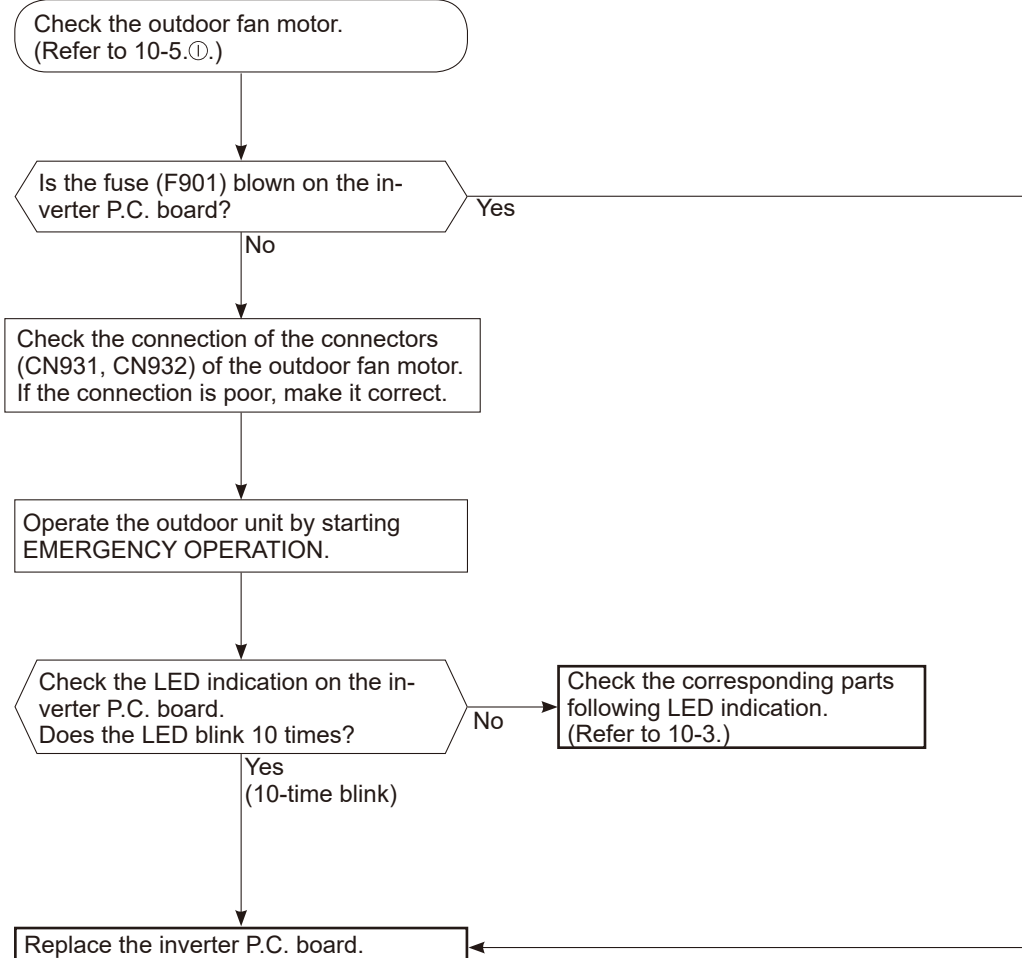 Check the outdoor fan motor.
(Refer to 10-5.Ⓘ.)
Is the fuse (F901) blown on the in-
verter P.C. board?
Yes
No
Check the connection of the connectors
(CN931, CN932) of the outdoor fan motor.
If the connection is poor, make it correct.
Operate the outdoor unit by starting
EMERGENCY OPERATION.
Check the LED indication on the in-
verter P.C. board.
Does the LED blink 10 times?
No
Check the corresponding parts
following LED indication.
(Refer to 10-3.)
Yes
(10-time blink)
Replace the inverter P.C. board.